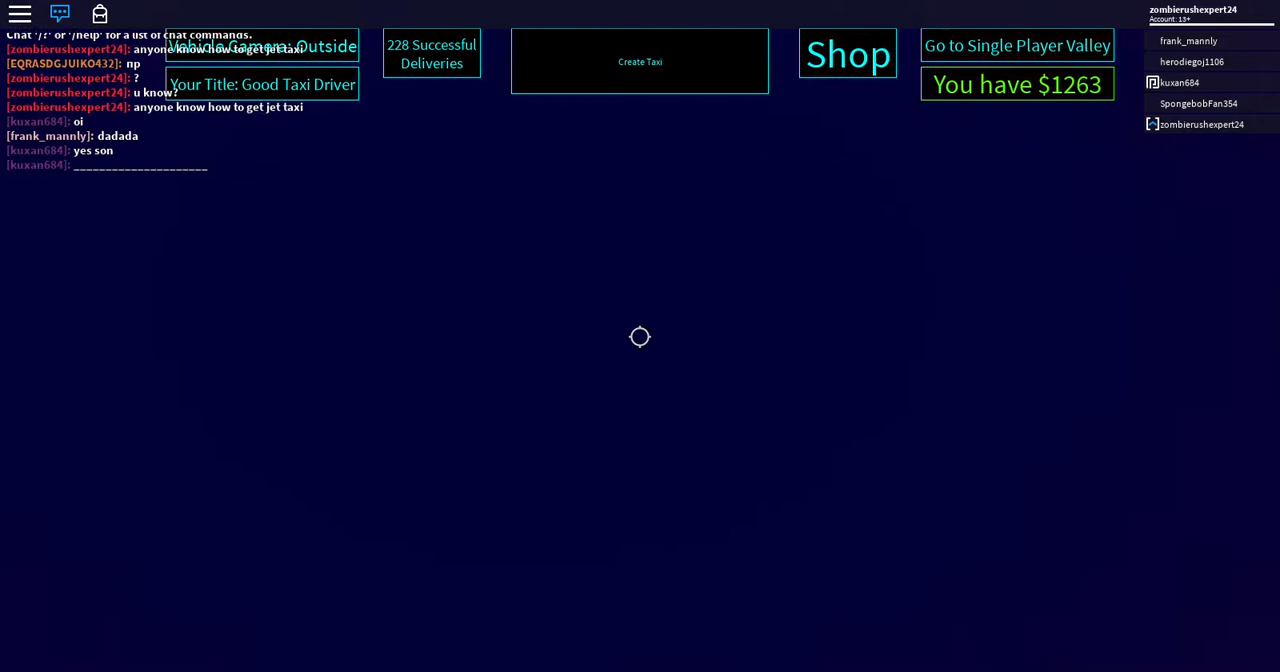 zombierushexpert24
Account: 13+
Chat '/?' or '/help' for a list of chat commands.
[zombierushexpert24]: anyone know how to get jet taxi
[EQRASDGJUIKO432]: np
[zombierushexpert24]: ?
[zombierushexpert24]: u know?
[zombierushexpert24]: anyone know how to get jet taxi
[kuxan684]: oi
[frank_mannly]: dadada
[kuxan684]: yes son
[kuxan684]: _____________________
Vehicle Camera: Outside
Your Title: Good Taxi Driver
228 Successful
Deliveries
Create Taxi
Shop
Go to Single Player Valley
You have $1263
frank_mannly
herodiegoj1106
kuxan684
SpongebobFan354
zombierushexpert24